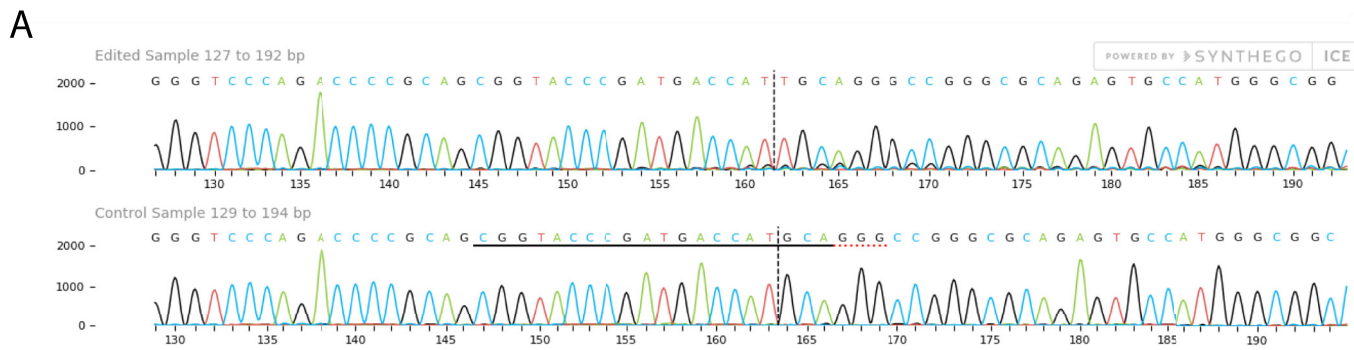 A
Edited Sample 127 to 192 bp
POWERED BY SYNTHEGO ICE
2000
G G G T C C C A G A C C C C G C A G C G G T A C C C G A T G A C C A T T G C A G G G C C G G G C G C A G A G T G C C A T G G G C G G
1000
0
130 135 140 145 150 155 160 165 170 175 180 185 190
Control Sample 129 to 194 bp
G G G T C C C A G A C C C C G C A G C G G T A C C C G A T G A C C A T G C A G G G C C G G G C G C A G A G T G C C A T G G G C G G C
2000
1000
0
130 135 140 145 150 155 160 165 170 175 180 185 190